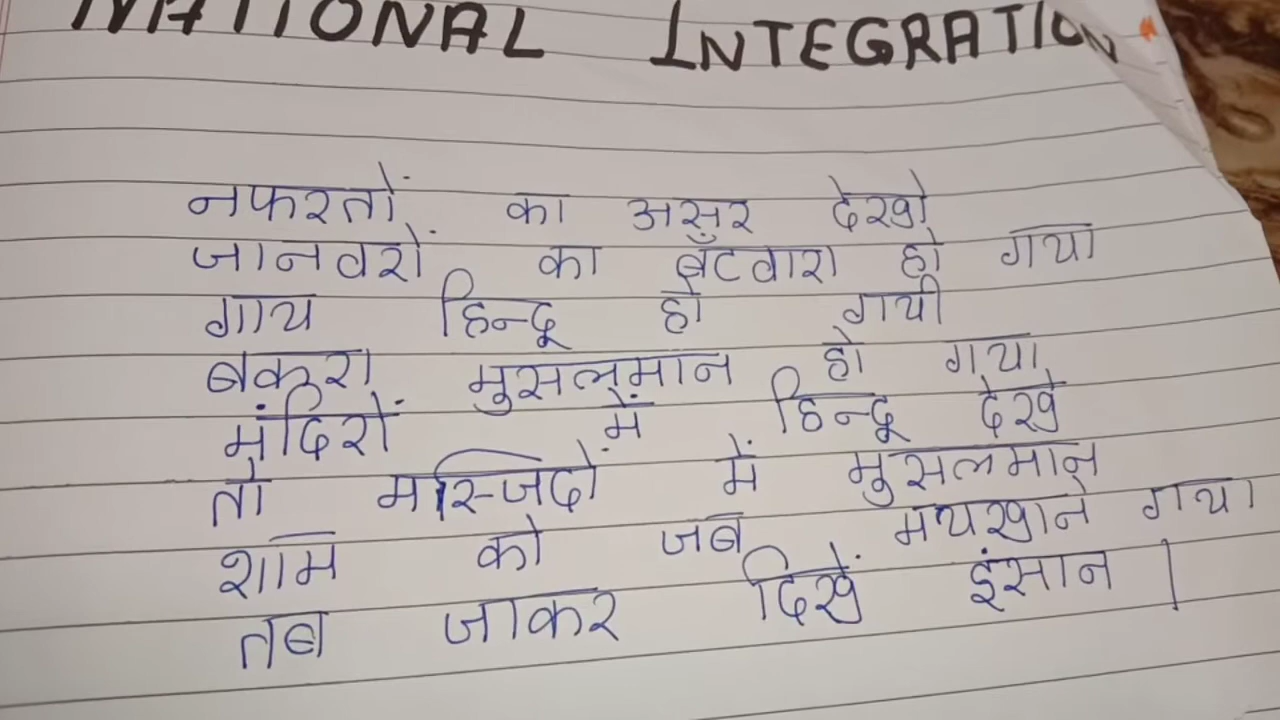 NATIONAL INTEGRATION
नफरतों का असर देखो
जानवरों का बँटवारा हो गया
गाय हिन्दू हो गयी
बकरा मुसलमान हो गया
मंदिरों में हिन्दू देखे
तो मस्जिदों में मुसलमान
शाम को जब मयखाने गया
तब जाकर दिखें इंसान |